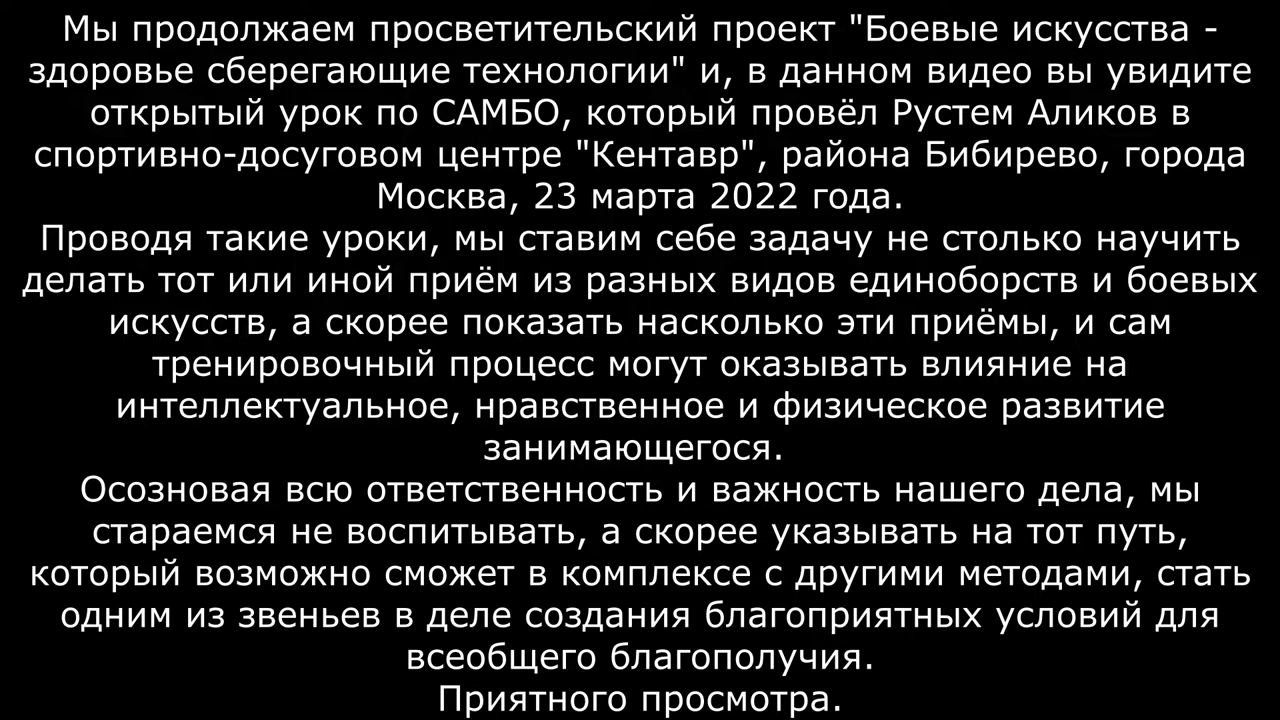 Мы продолжаем просветительский проект "Боевые искусства -
здоровье сберегающие технологии" и, в данном видео вы увидите
открытый урок по САМБО, который провёл Рустем Аликов в
спортивно-досуговом центре "Кентавр", района Бибирево, города
Москва, 23 марта 2022 года.
Проводя такие уроки, мы ставим себе задачу не столько научить
делать тот или иной приём из разных видов единоборств и боевых
искусств, а скорее показать насколько эти приёмы, и сам
тренировочный процесс могут оказывать влияние на
интеллектуальное, нравственное и физическое развитие
занимающегося.
Осозновая всю ответственность и важность нашего дела, мы
стараемся не воспитывать, а скорее указывать на тот путь,
который возможно сможет в комплексе с другими методами, стать
одним из звеньев в деле создания благоприятных условий для
всеобщего благополучия.
Приятного просмотра.